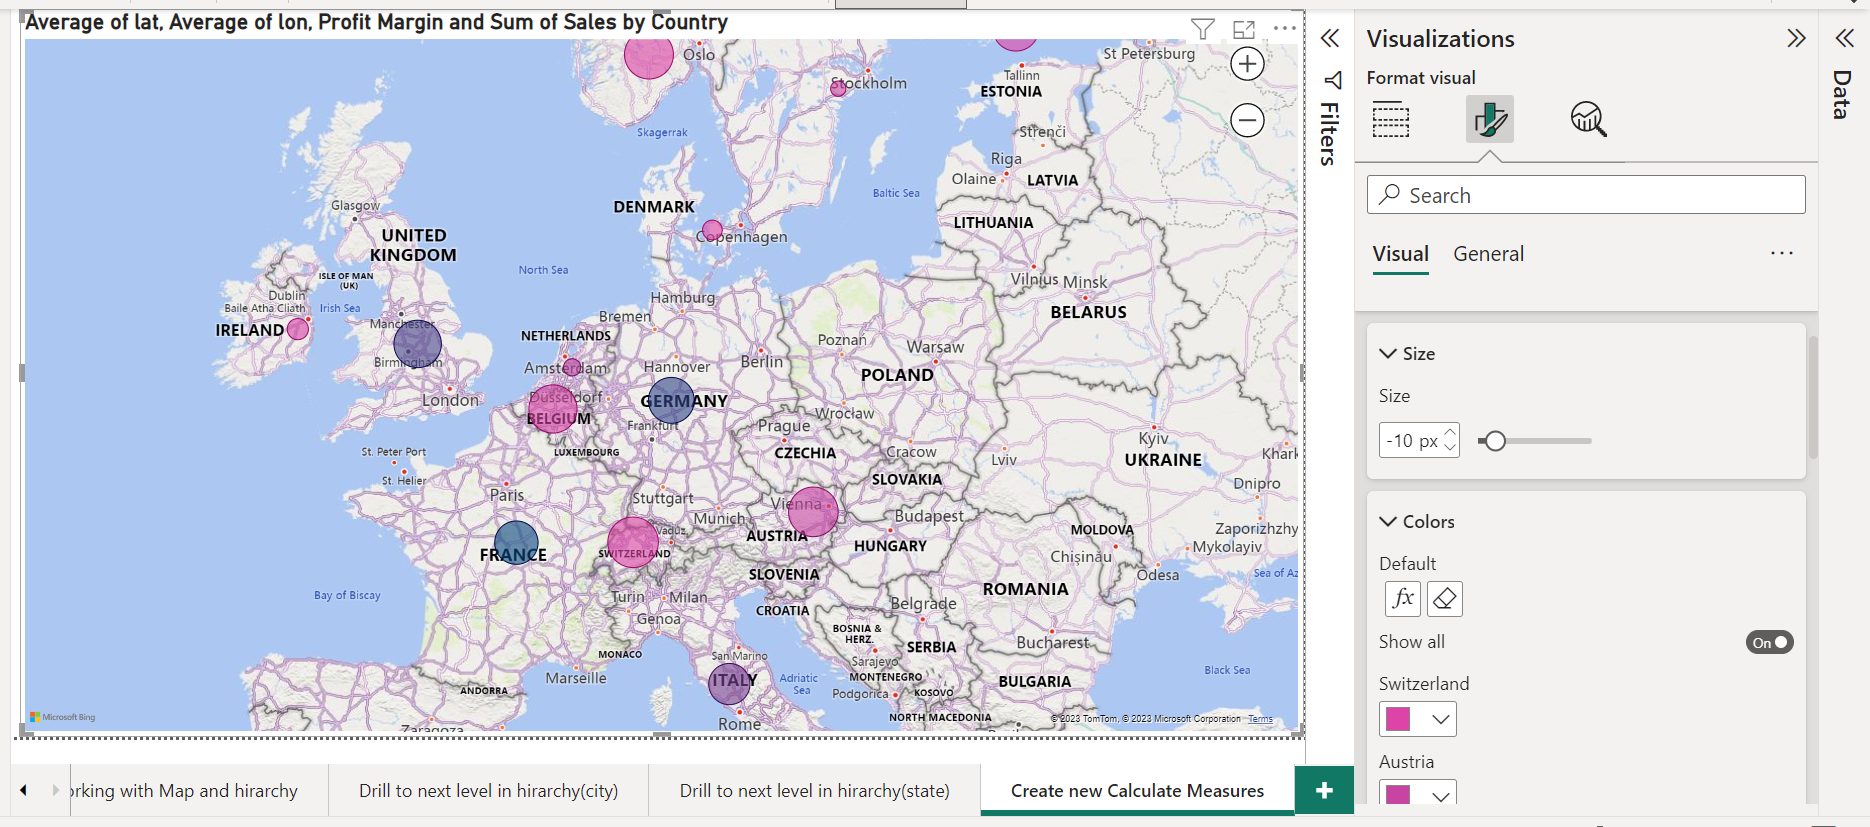 Average of lat, Average of lon, Profit Margin and Sum of Sales by Country
Oslo
Stockholm
St Petersburg
Tallinn
ESTONIA
Skagerrak
Strenči
Riga
Olaine
LATVIA
Baltic Sea
Glasgow
DENMARK
LITHUANIA
UNITED
KINGDOM
Copenhagen
North Sea
ISLE OF MAN
(UK)
Vilnius
Minsk
Dublin
Baile Átha Cliath
Irish Sea
Hamburg
BELARUS
IRELAND
Manchester
Bremen
NETHERLANDS
Poznań
Warsaw
Birmingham
Amsterdam
Hannover
Berlin
POLAND
London
Dusseldorf
GERMANY
BELGIUM
Frankfurt
Wrocław
Prague
Kyiv
St. Peter Port
LUXEMBOURG
CZECHIA
Cracow
Lviv
UKRAINE
Khark
St. Helier
SLOVAKIA
Dnipro
Paris
Stuttgart
Vienna
Munich
Budapest
Vaduz
AUSTRIA
MOLDOVA
Zaporizhzhy
FRANCE
SWITZERLAND
HUNGARY
Chișinău
Mykolayiv
SLOVENIA
Odesa
Sea of Az
Bay of Biscay
Turin
Milan
CROATIA
Belgrade
ROMANIA
Genoa
BOSNIA &
HERZ.
SERBIA
Bucharest
MONACO
San Marino
Sarajevo
Marseille
ITALY
Adriatic
Sea
MONTENEGRO
BULGARIA
Black Sea
ANDORRA
Podgorica
KOSOVO
Microsoft Bing
Zaragoza
Rome
NORTH MACEDONIA
© 2023 TomTom, © 2023 Microsoft Corporation Terms
Filters
Visualizations
Format visual
Search
Visual
General
Size
Size
-10 px
Colors
Default
fx
Show all
On
Switzerland
Austria
Data
orking with Map and hirarchy
Drill to next level in hirarchy(city)
Drill to next level in hirarchy(state)
Create new Calculate Measures